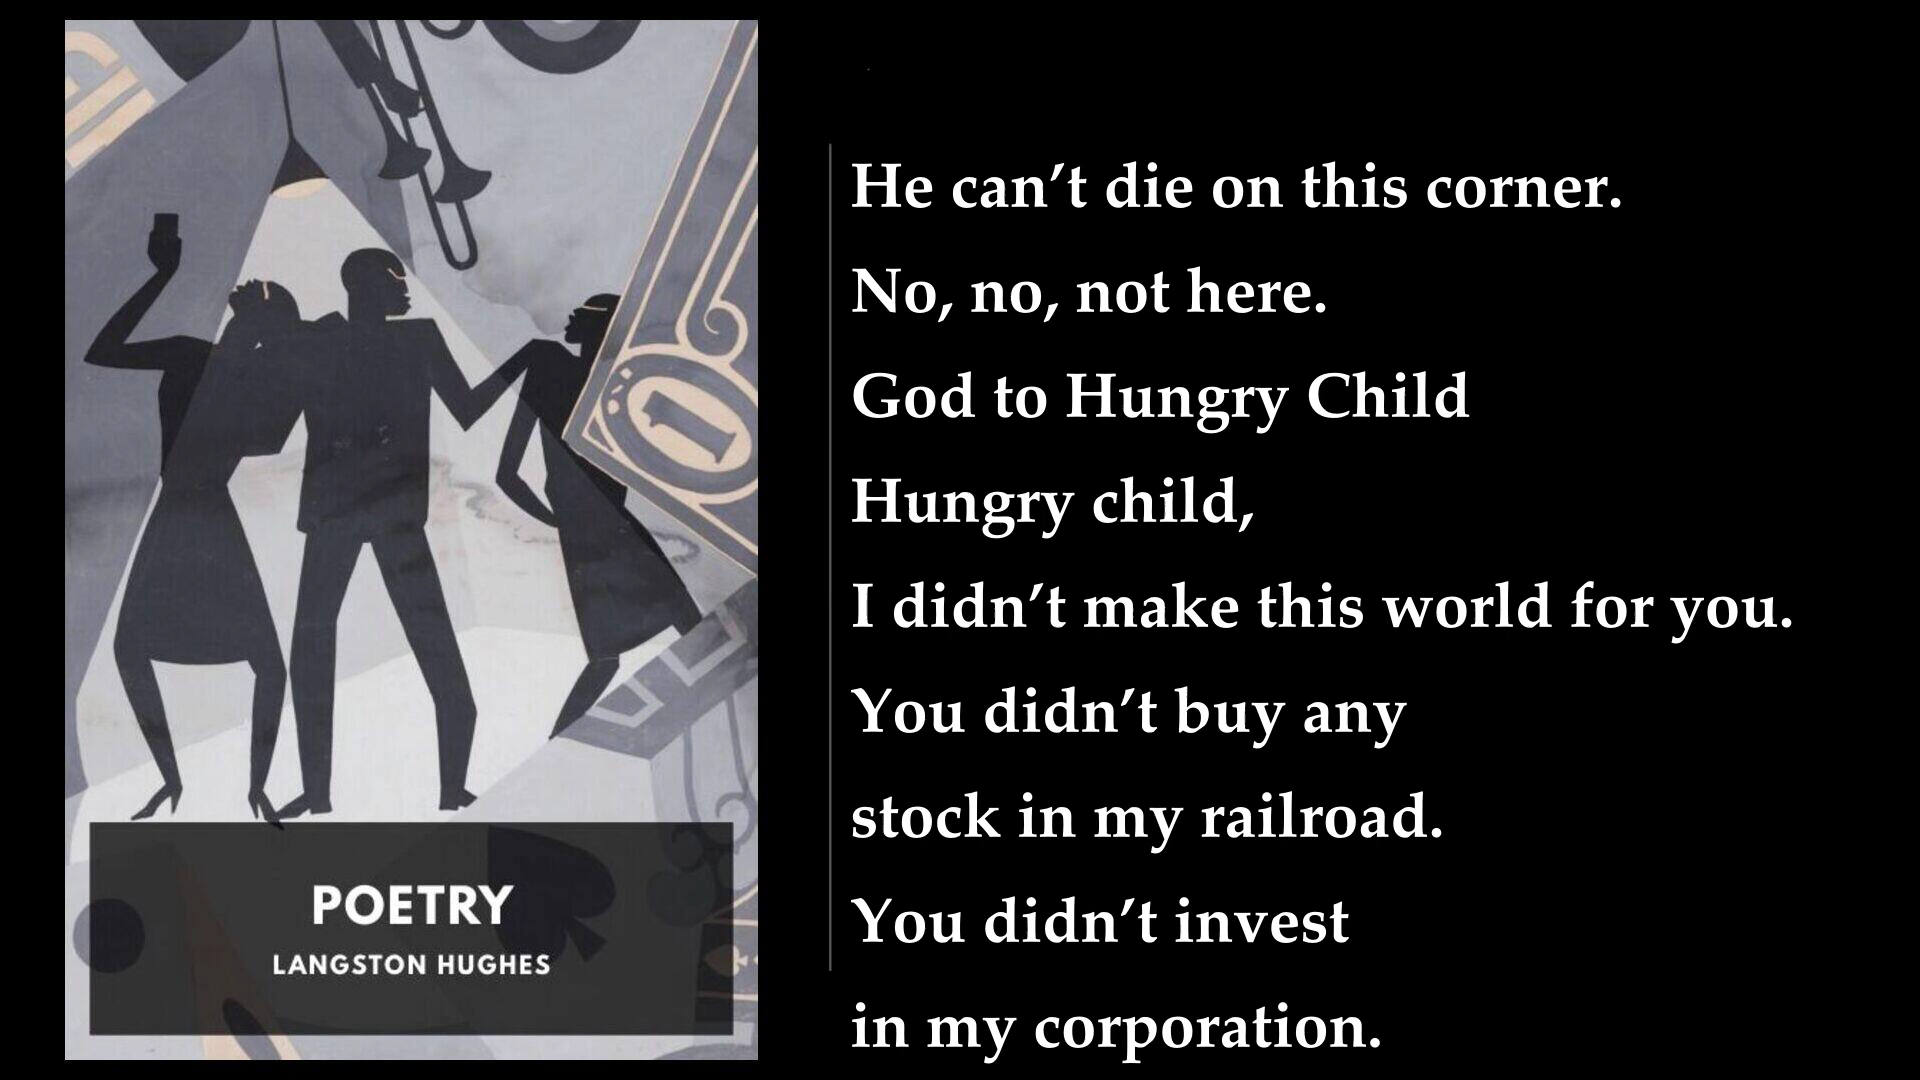 POETRY
LANGSTON HUGHES
He can’t die on this corner.
No, no, not here.
God to Hungry Child
Hungry child,
I didn’t make this world for you.
You didn’t buy any
stock in my railroad.
You didn’t invest
in my corporation.